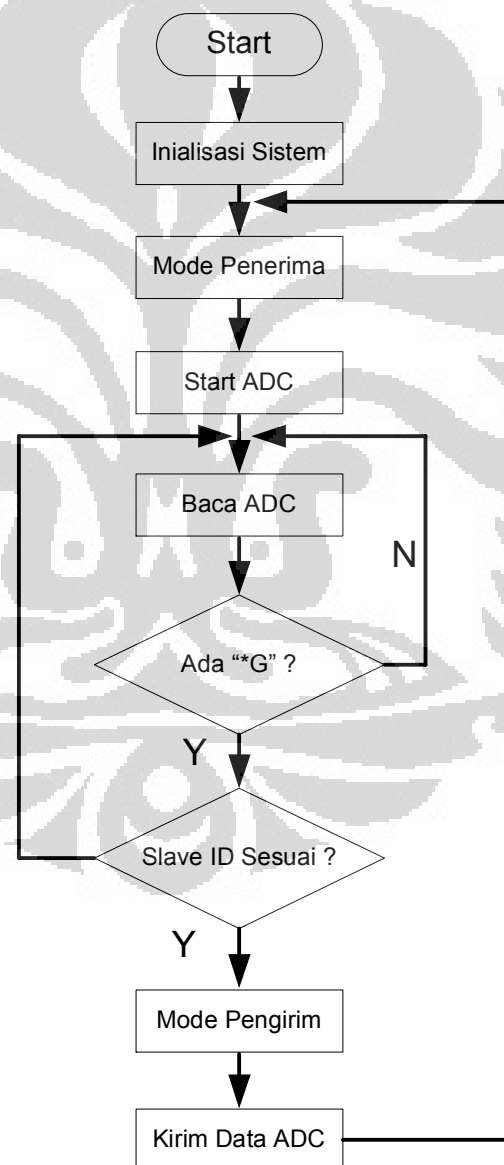 Start
Inialisasi Sistem
Mode Penerima
Start ADC
Baca ADC
N
Ada “*G” ?
Y
Slave ID Sesuai ?
Y
Mode Pengirim
Kirim Data ADC